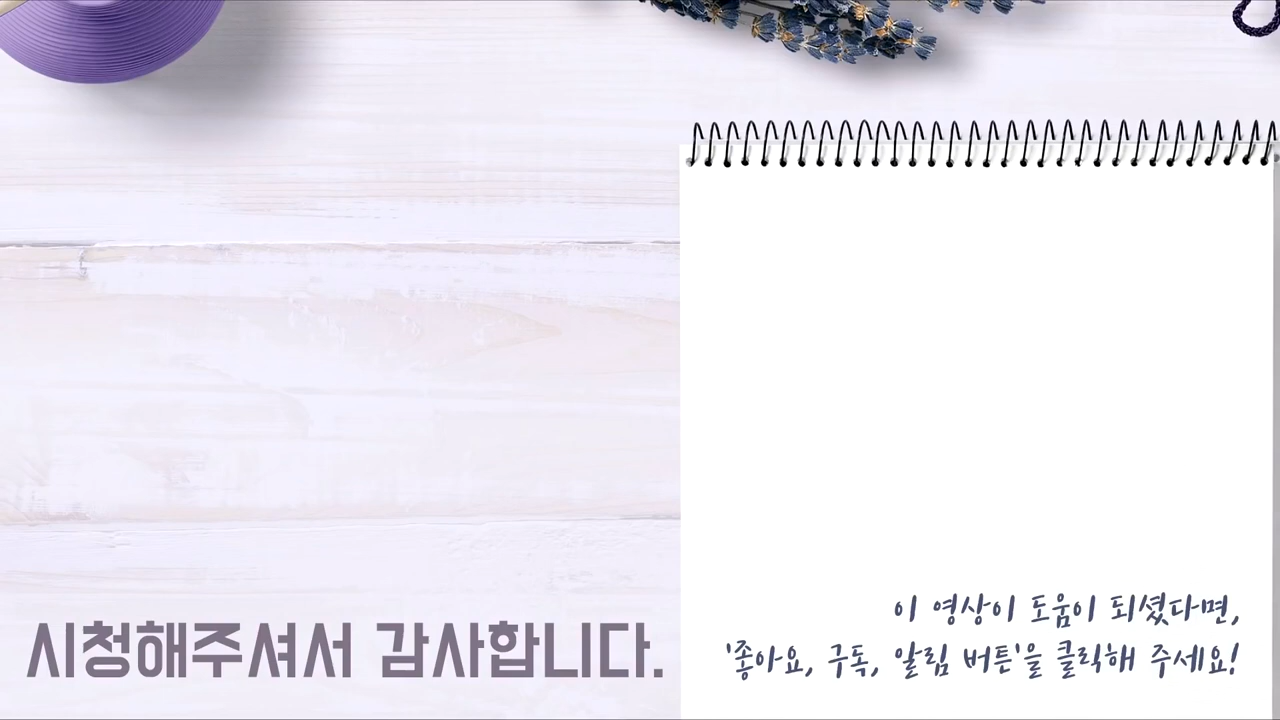 시청해주셔서 감사합니다.
이 영상이 도움이 되셨다면,
'좋아요, 구독, 알림 버튼'을 클릭해 주세요!